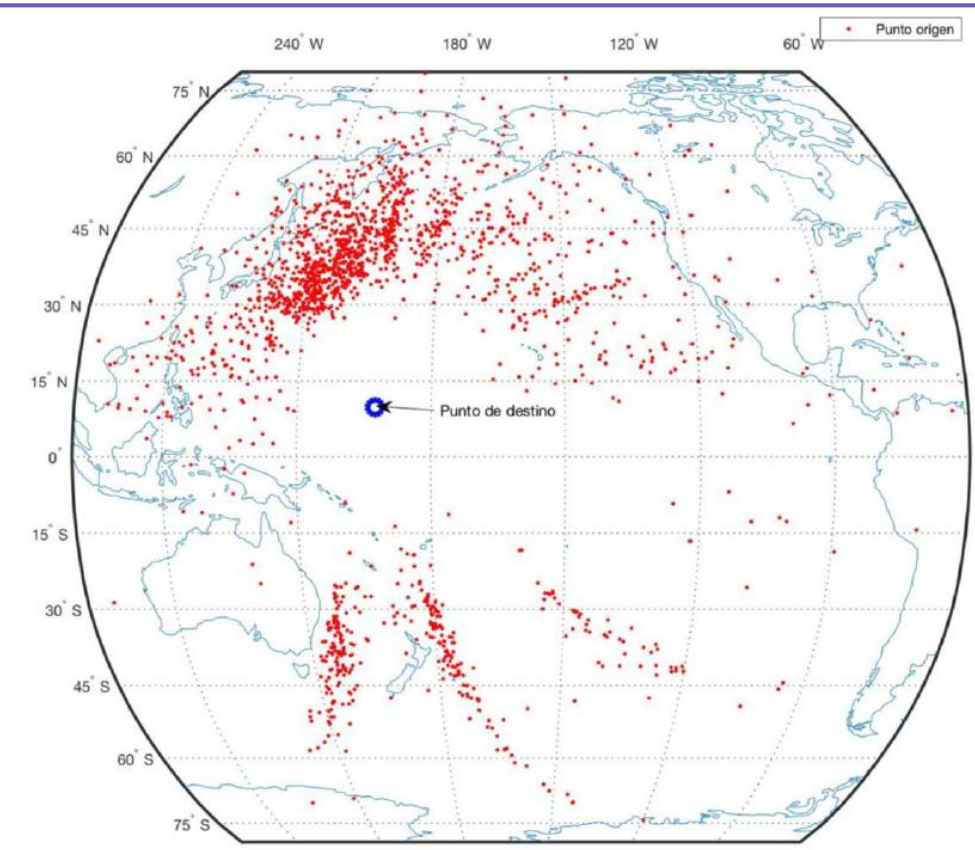 Punto origen
240° W 180° W 120° W 60° W
75° N
60° N
45° N
30° N
15° N
Punto de destino
0°
15° S
30° S
45° S
60° S
75° S